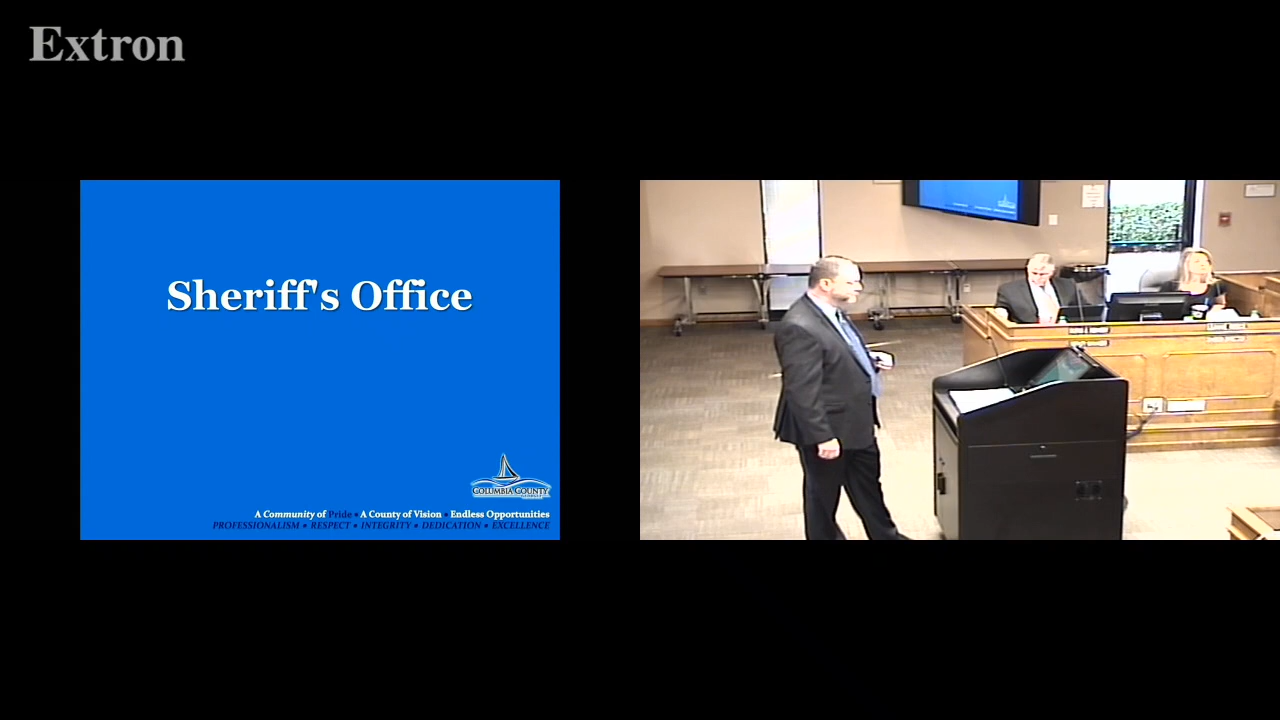 Extron
Sheriff's Office
COLUMBIA COUNTY
A Community of Pride • A County of Vision • Endless Opportunities
PROFESSIONALISM • RESPECT • INTEGRITY • DEDICATION • EXCELLENCE